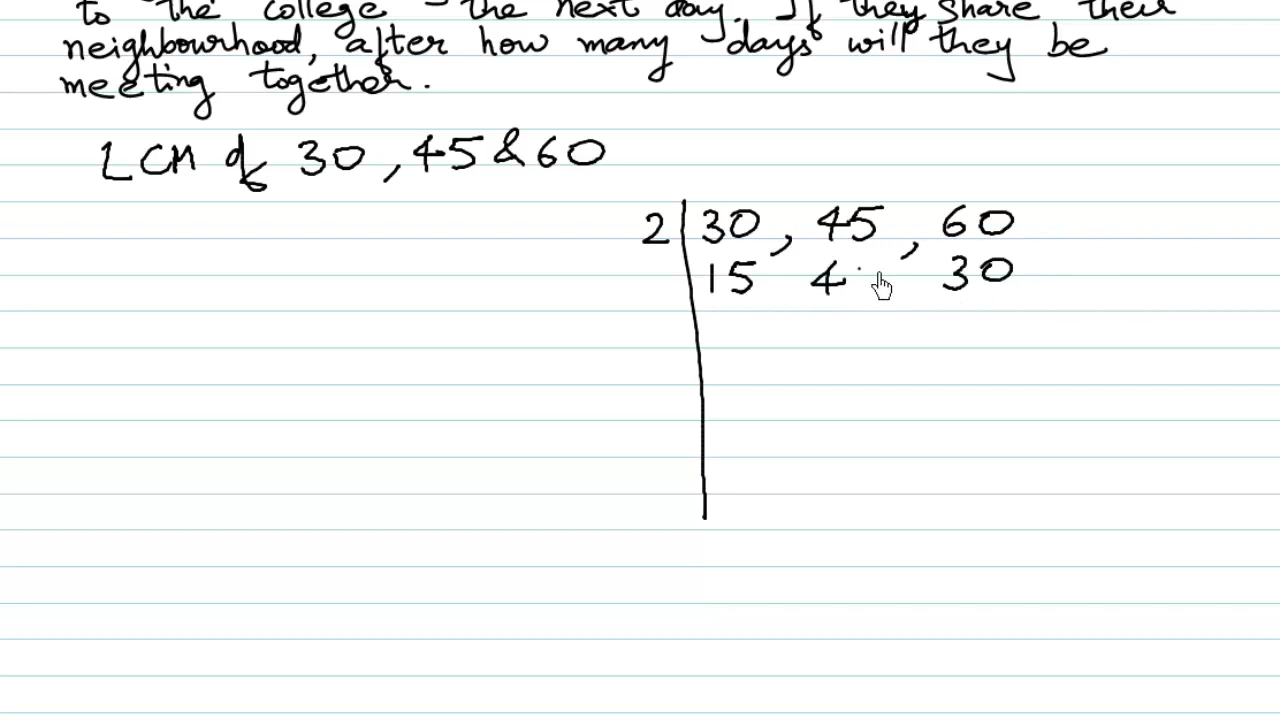 to the college the next day. If they share their
neighbourhood, after how many days will they be
meeting together.
LCM of 30, 45 & 60
2 | 30, 45, 60
15 4 30